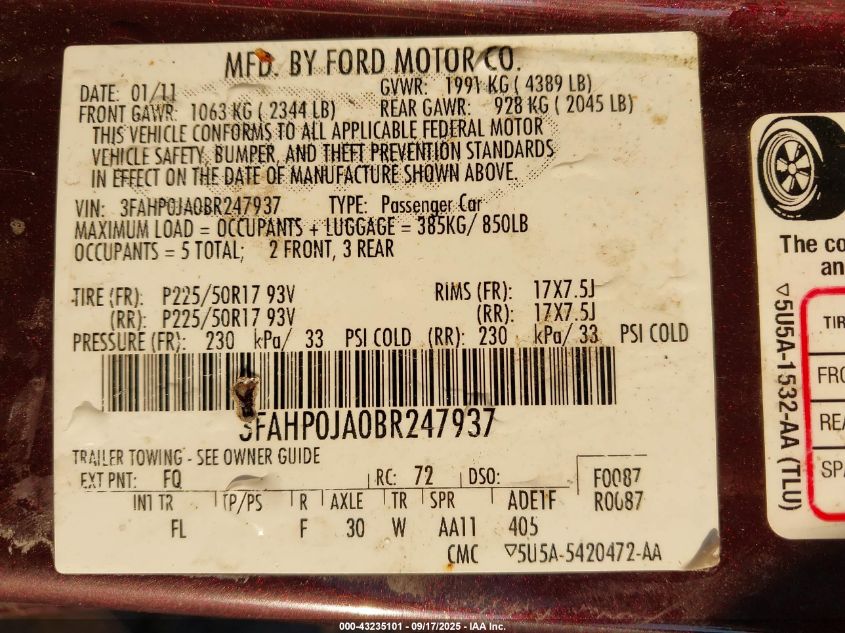 MFD. BY FORD MOTOR CO.
DATE: 01/11 GVWR: 1991 KG ( 4389 LB)
FRONT GAWR: 1063 KG ( 2344 LB) REAR GAWR: 928 KG ( 2045 LB)
THIS VEHICLE CONFORMS TO ALL APPLICABLE FEDERAL MOTOR
VEHICLE SAFETY, BUMPER, AND THEFT PREVENTION STANDARDS
IN EFFECT ON THE DATE OF MANUFACTURE SHOWN ABOVE.
VIN: 3FAHP0JA0BR247937 TYPE: Passenger Car
MAXIMUM LOAD = OCCUPANTS + LUGGAGE = 385KG/ 850LB
OCCUPANTS = 5 TOTAL; 2 FRONT, 3 REAR
TIRE (FR): P225/50R17 93V RIMS (FR): 17X7.5J
(RR): P225/50R17 93V (RR): 17X7.5J
PRESSURE (FR): 230 kPa/ 33 PSI COLD (RR): 230 kPa/ 33 PSI COLD
3FAHP0JA0BR247937
TRAILER TOWING - SEE OWNER GUIDE
EXT PNT: FQ RC: 72 DSO: F0087
INT TR TP/PS R AXLE TR SPR ADE1F R0087
FL F 30 W AA11 405
CMC ▽5U5A-5420472-AA
The co
an
▽5U5A-1532-AA (TLU)
TIR
FRO
REA
SPA
000-43235101 - 09/17/2025 - IAA Inc.